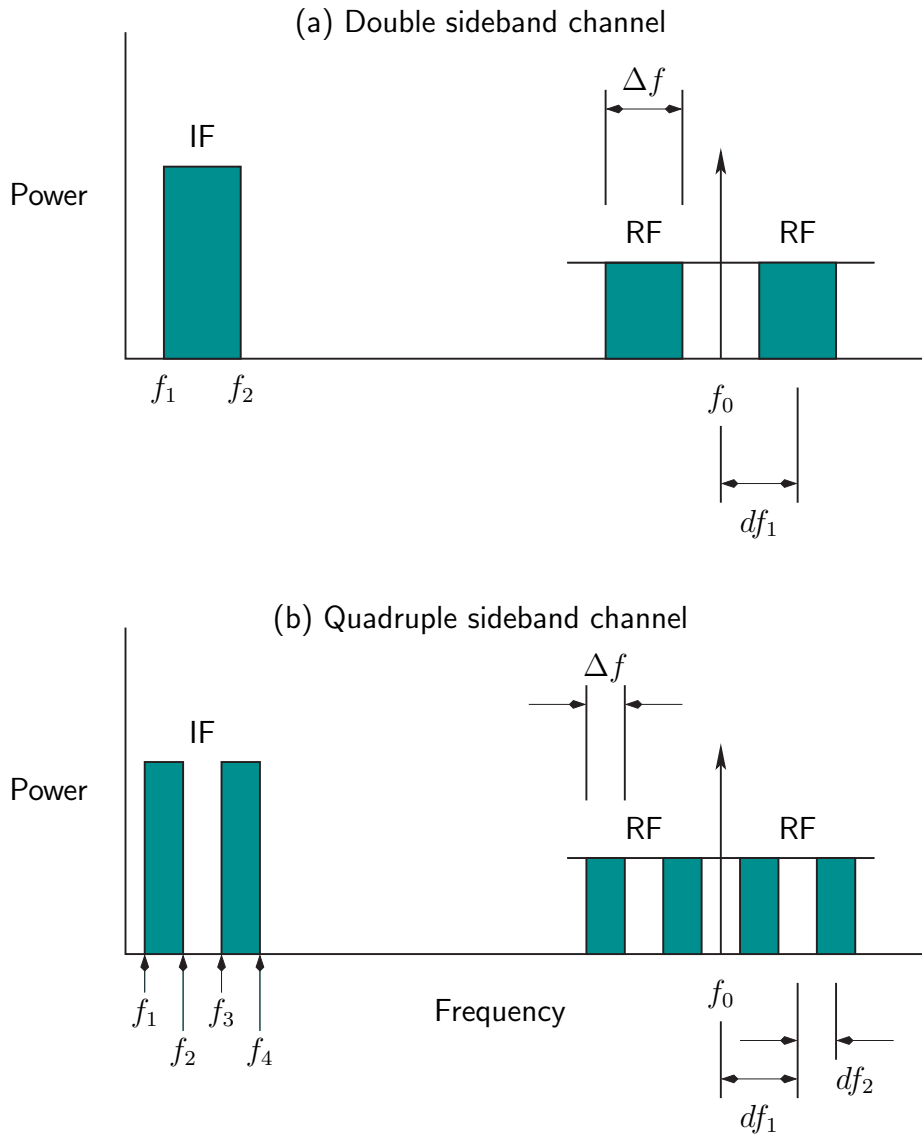 (a) Double sideband channel
Δf
IF
Power
RF RF
f₁ f₂
f₀
df₁
(b) Quadruple sideband channel
Δf
IF
Power
RF RF
f₁ f₃
Frequency
f₀
f₂ f₄
df₁
df₂